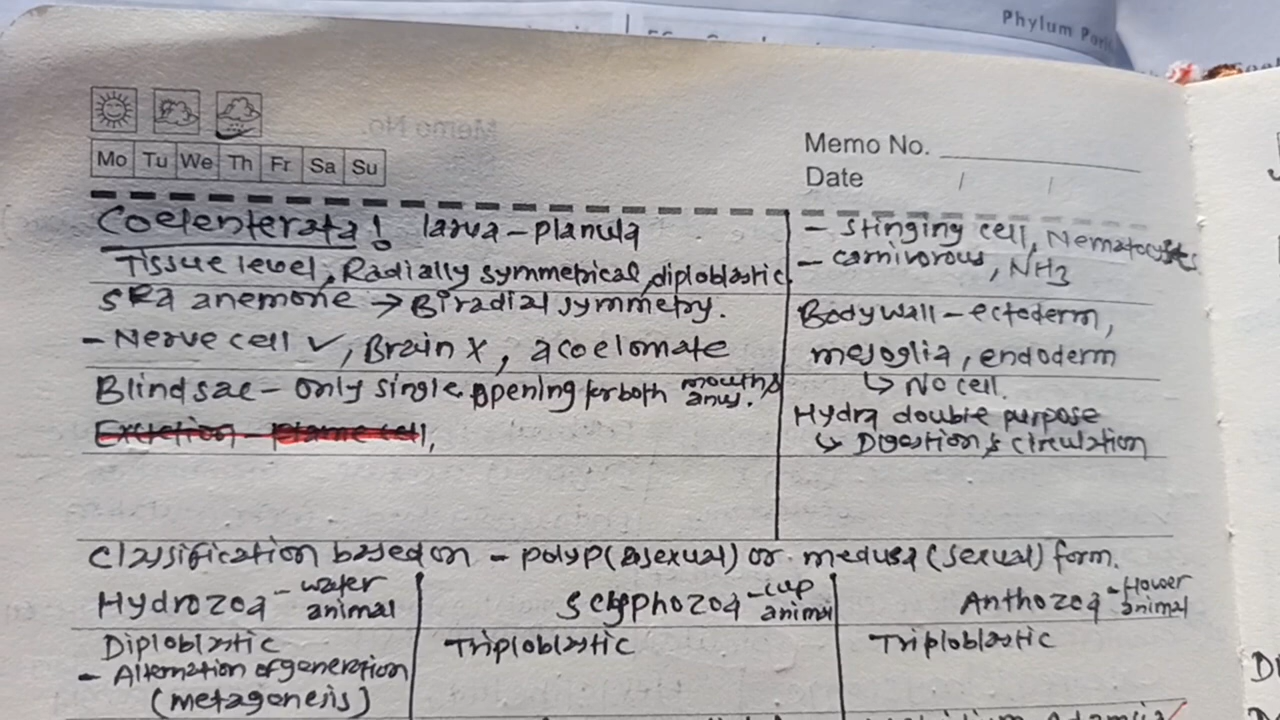 Phylum Pori
Mo Tu We Th Fr Sa Su
Memo No.
Date / /
Coelenterata! larva - planula
Tissue level, Radially symmetrical, diploblastic
sea anemone → Biradial symmetry.
- Nerve cell ✓, Brain X, acoelomate
Blind sac - only single opening for both mouth & anus.
Excretion - flame cell,
- stinging cell, Nematocysts
- carnivorous, NH3
Body wall - ectoderm,
mesoglia, endoderm
↳ No cell.
Hydra double purpose
↳ Digestion & circulation
classification based on - polyp (asexual) or medusa (sexual) form.
Hydrozoa - water animal
Scyphozoa - cup animal
Anthozoa - flower animal
Diploblastic
- Alternation of generation
(metagenesis)
Triploblastic
Triploblastic